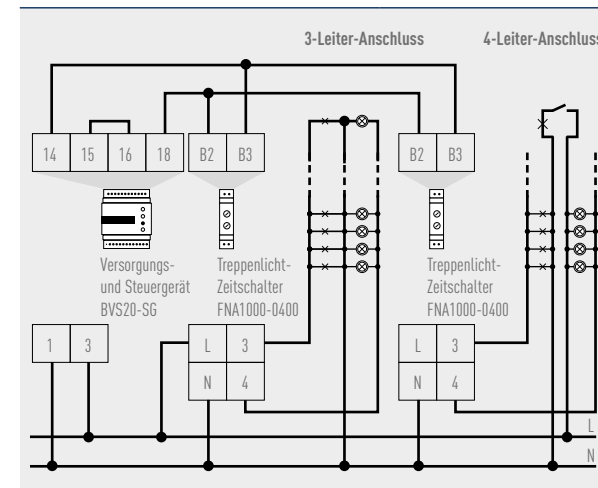 3-Leiter-Anschluss 4-Leiter-Anschluss
14 15 16 18 B2 B3 B2 B3
Versorgungs-
und Steuergerät
BVS20-SG
Treppenlicht-
Zeitschalter
FNA1000-0400
Treppenlicht-
Zeitschalter
FNA1000-0400
1 3 L 3 L 3
N 4 N 4
L
N